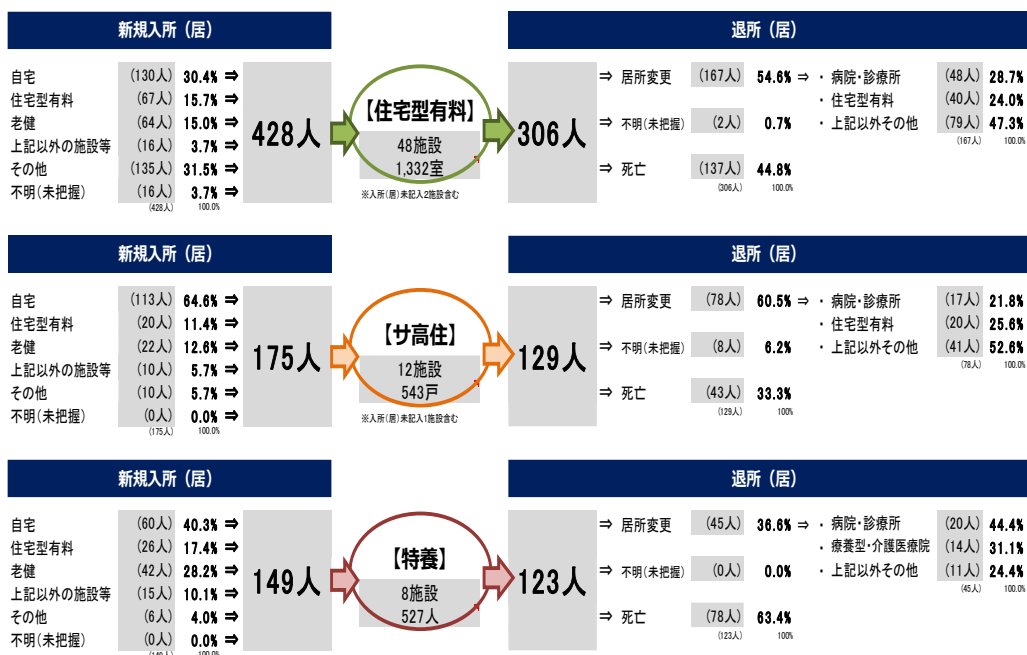 新規入所（居）
退所（居）
自宅 (130人) 30.4% ⇒
住宅型有料 (67人) 15.7% ⇒
老健 (64人) 15.0% ⇒
上記以外の施設等 (16人) 3.7% ⇒
その他 (135人) 31.5% ⇒
不明(未把握) (16人) 3.7% ⇒
(428人) 100.0%
428人
【住宅型有料】
48施設
1,332室
※入所(居)未記入2施設含む
306人
⇒ 居所変更 (167人) 54.6% ⇒ ・ 病院・診療所 (48人) 28.7%
・ 住宅型有料 (40人) 24.0%
⇒ 不明(未把握) (2人) 0.7% ・ 上記以外その他 (79人) 47.3%
(167人) 100.0%
⇒ 死亡 (137人) 44.8%
(306人) 100.0%
新規入所（居）
退所（居）
自宅 (113人) 64.6% ⇒
住宅型有料 (20人) 11.4% ⇒
老健 (22人) 12.6% ⇒
上記以外の施設等 (10人) 5.7% ⇒
その他 (10人) 5.7% ⇒
不明(未把握) (0人) 0.0% ⇒
(175人) 100.0%
175人
【サ高住】
12施設
543戸
※入所(居)未記入1施設含む
129人
⇒ 居所変更 (78人) 60.5% ⇒ ・ 病院・診療所 (17人) 21.8%
・ 住宅型有料 (20人) 25.6%
⇒ 不明(未把握) (8人) 6.2% ・ 上記以外その他 (41人) 52.6%
(78人) 100.0%
⇒ 死亡 (43人) 33.3%
(129人) 100%
新規入所（居）
退所（居）
自宅 (60人) 40.3% ⇒
住宅型有料 (26人) 17.4% ⇒
老健 (42人) 28.2% ⇒
上記以外の施設等 (15人) 10.1% ⇒
その他 (6人) 4.0% ⇒
不明(未把握) (0人) 0.0% ⇒
(149人) 100.0%
149人
【特養】
8施設
527人
123人
⇒ 居所変更 (45人) 36.6% ⇒ ・ 病院・診療所 (20人) 44.4%
・ 療養型・介護医療院 (14人) 31.1%
⇒ 不明(未把握) (0人) 0.0% ・ 上記以外その他 (11人) 24.4%
(45人) 100.0%
⇒ 死亡 (78人) 63.4%
(123人) 100%